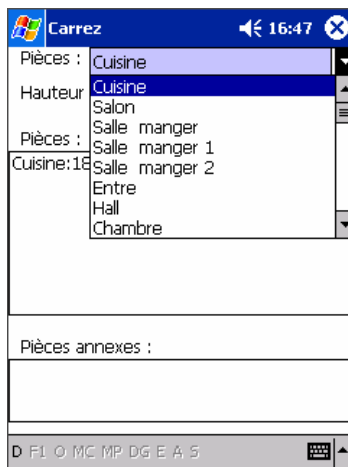 Carrez 16:47
Pièces : Cuisine
Hauteur
Cuisine
Salon
Salle manger
Salle manger 1
Salle manger 2
Entre
Hall
Chambre
Pièces :
Cuisine:18
Pièces annexes :
D F1 O MC MP DG E A S